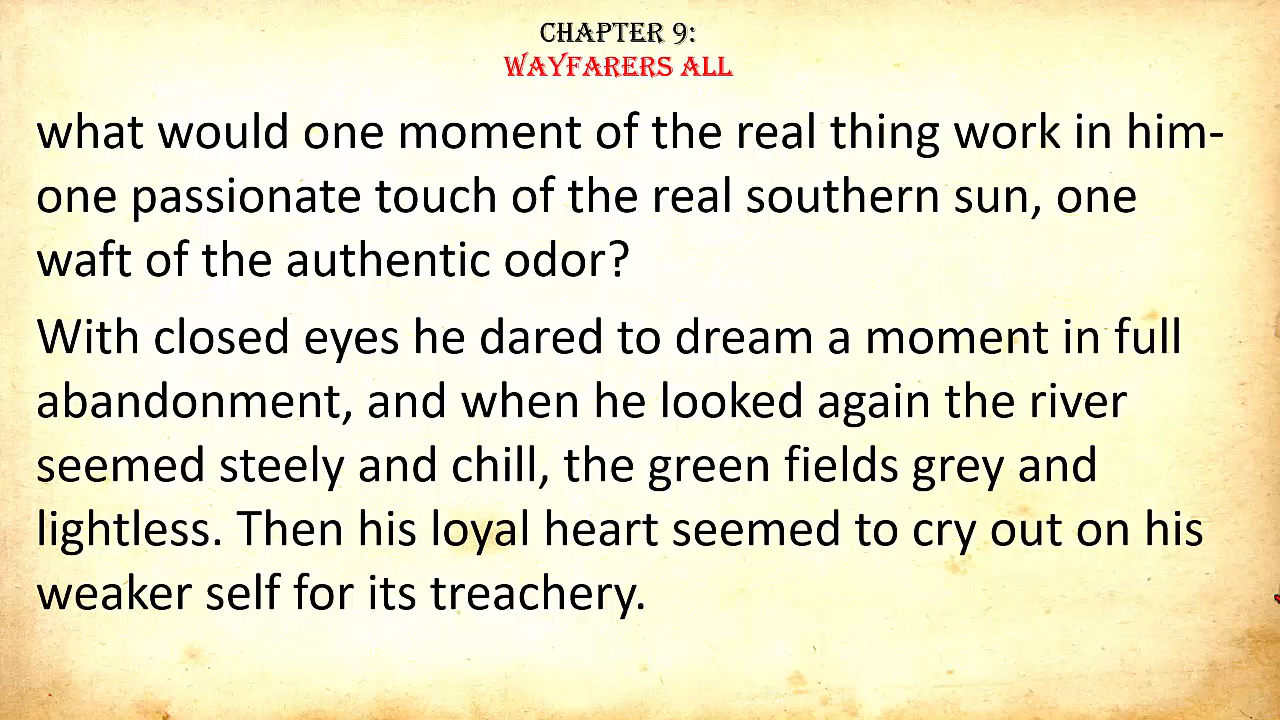 CHAPTER 9:
WAYFARERS ALL
what would one moment of the real thing work in him-
one passionate touch of the real southern sun, one
waft of the authentic odor?
With closed eyes he dared to dream a moment in full
abandonment, and when he looked again the river
seemed steely and chill, the green fields grey and
lightless. Then his loyal heart seemed to cry out on his
weaker self for its treachery.